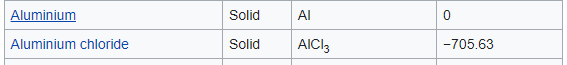 Aluminium Solid Al 0
Aluminium chloride Solid AlCl₃ −705.63